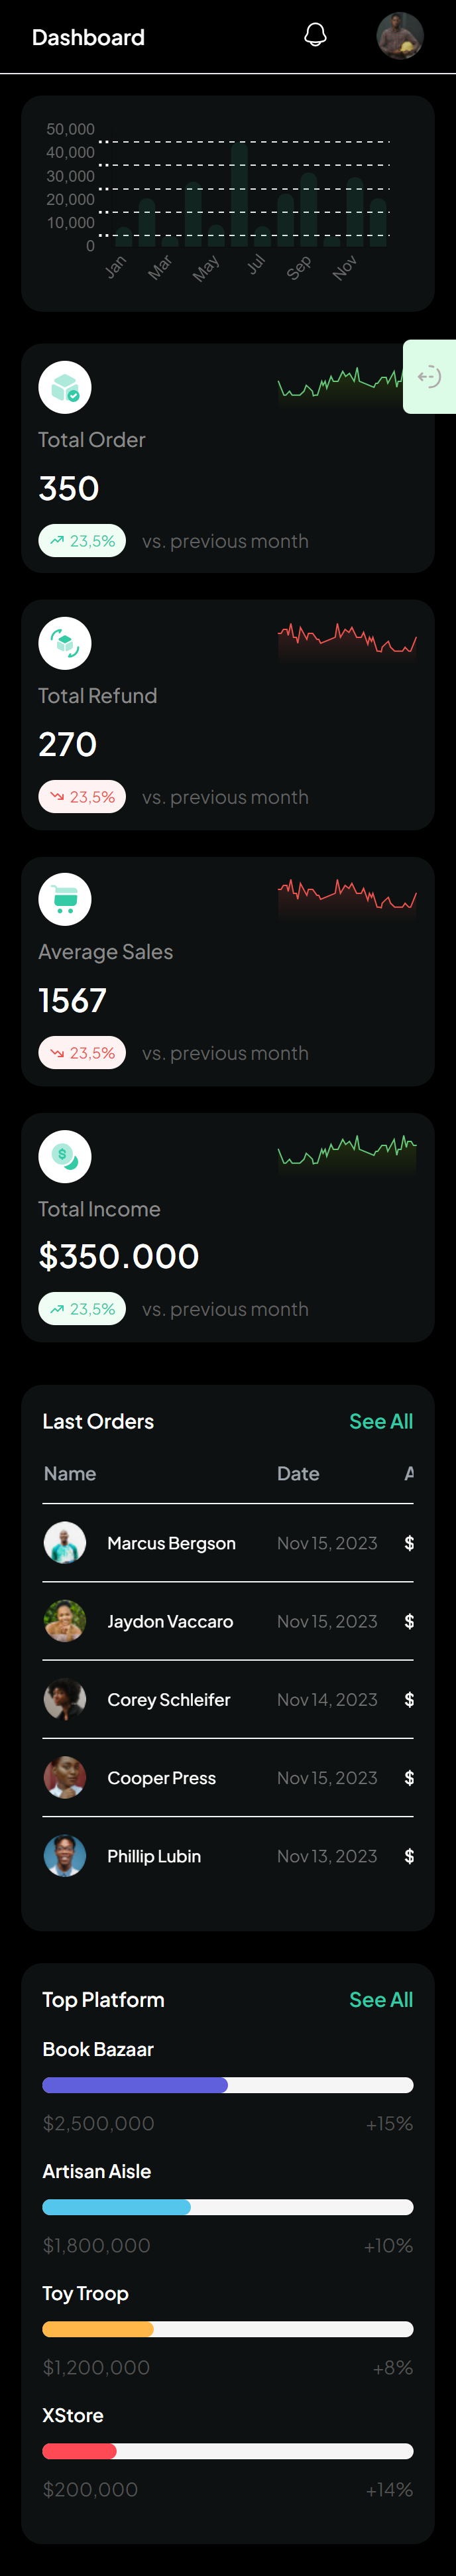 Dashboard
50,000
40,000
30,000
20,000
10,000
0
Jan Mar May Jul Sep Nov
Total Order
350
23,5% vs. previous month
Total Refund
270
23,5% vs. previous month
Average Sales
1567
23,5% vs. previous month
$
Total Income
$350.000
23,5% vs. previous month
Last Orders See All
Name Date A
Marcus Bergson Nov 15, 2023 $
Jaydon Vaccaro Nov 15, 2023 $
Corey Schleifer Nov 14, 2023 $
Cooper Press Nov 15, 2023 $
Phillip Lubin Nov 13, 2023 $
Top Platform See All
Book Bazaar
$2,500,000 +15%
Artisan Aisle
$1,800,000 +10%
Toy Troop
$1,200,000 +8%
XStore
$200,000 +14%